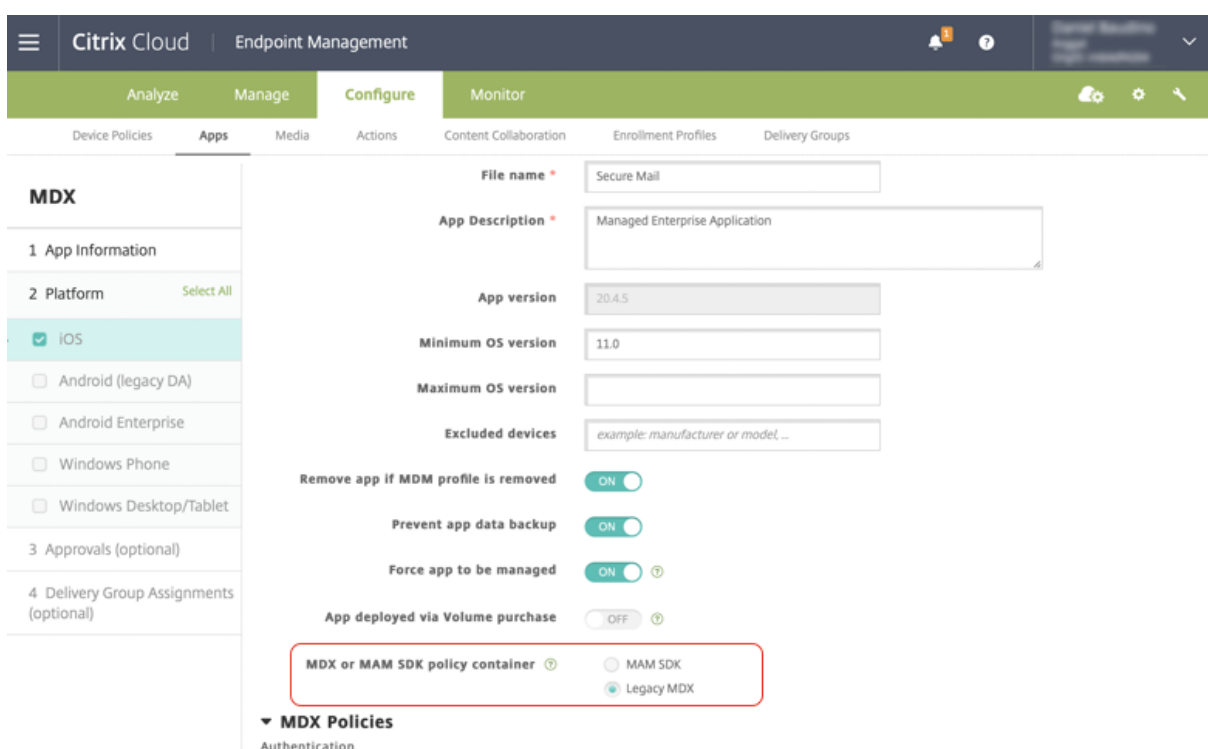 Citrix Cloud | Endpoint Management
1
?
Analyze Manage Configure Monitor
Device Policies Apps Media Actions Content Collaboration Enrollment Profiles Delivery Groups
MDX
1 App Information
2 Platform Select All
iOS
Android (legacy DA)
Android Enterprise
Windows Phone
Windows Desktop/Tablet
3 Approvals (optional)
4 Delivery Group Assignments
(optional)
File name * Secure Mail
App Description * Managed Enterprise Application
App version 20.4.5
Minimum OS version 11.0
Maximum OS version
Excluded devices example: manufacturer or model, ...
Remove app if MDM profile is removed ON
Prevent app data backup ON
Force app to be managed ON ?
App deployed via Volume purchase OFF ?
MDX or MAM SDK policy container ? MAM SDK
Legacy MDX
MDX Policies
Authentication